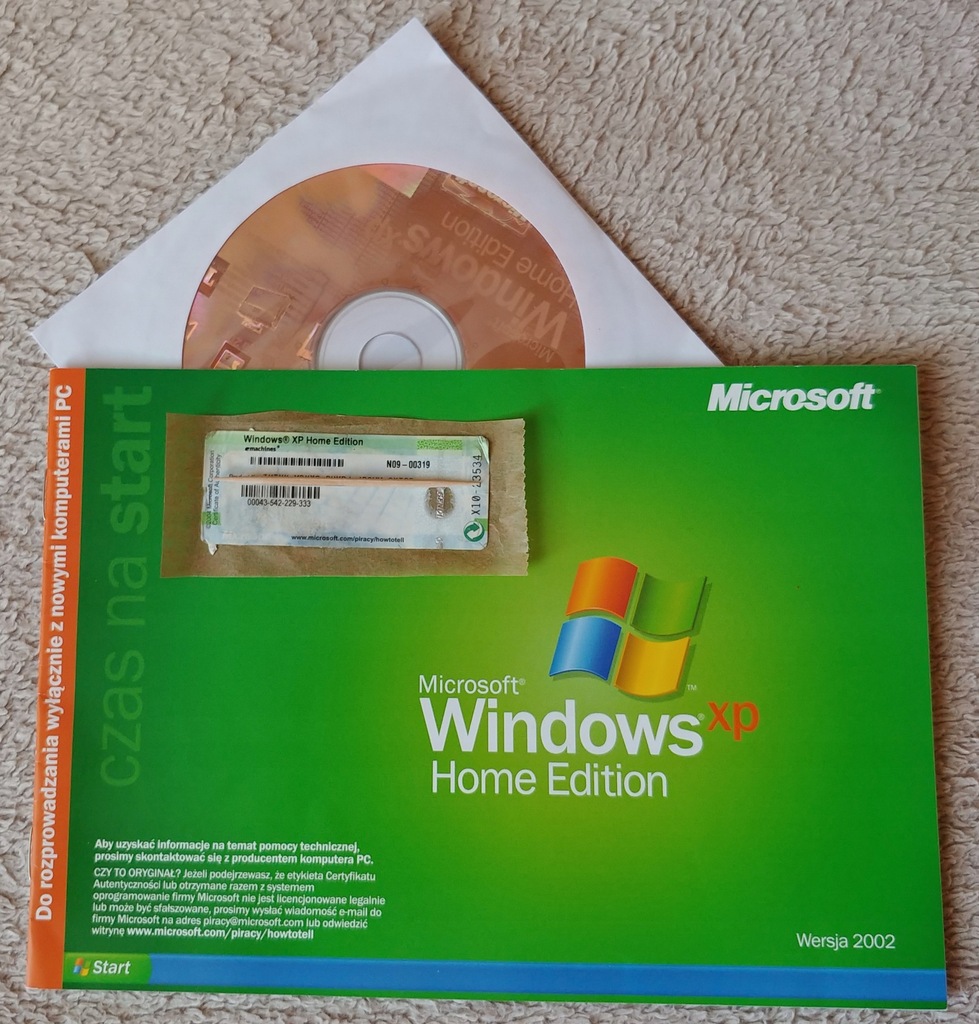 Microsoft
Windows xp
Home Edition
Do rozprowadzania wyłącznie z nowymi komputerami PC
czas na start
Microsoft®
Windows® XP Home Edition
emachines®
N09-00319
00043-542-229-333
www.microsoft.com/piracy/howtotell
X10-23534
Microsoft®
Windows® xp
Home Edition
Aby uzyskać informacje na temat pomocy technicznej,
prosimy skontaktować się z producentem komputera PC.
CZY TO ORYGINAŁ? Jeżeli podejrzewasz, że etykieta Certyfikatu
Autentyczności lub otrzymane razem z systemem
oprogramowanie firmy Microsoft nie jest licencjonowane legalnie
lub może być sfałszowane, prosimy wysłać wiadomość e-mail do
firmy Microsoft na adres piracy@microsoft.com lub odwiedzić
witrynę www.microsoft.com/piracy/howtotell
Wersja 2002
Start